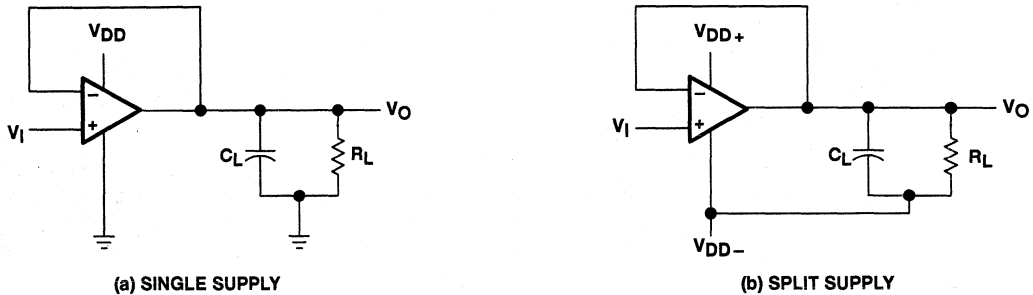 VDD
−
+
VI
VO
CL
RL
(a) SINGLE SUPPLY
VDD+
−
+
VI
VO
CL
RL
VDD−
(b) SPLIT SUPPLY